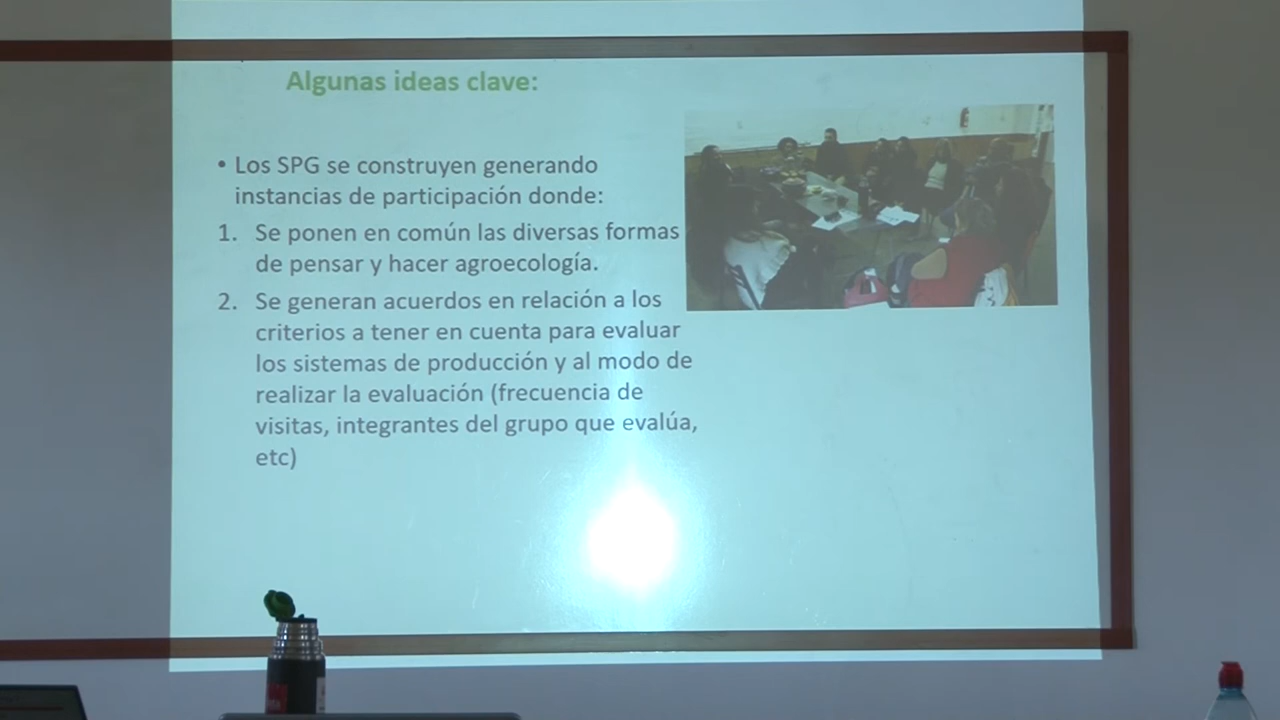 Algunas ideas clave:
• Los SPG se construyen generando
instancias de participación donde:
1. Se ponen en común las diversas formas
de pensar y hacer agroecología.
2. Se generan acuerdos en relación a los
criterios a tener en cuenta para evaluar
los sistemas de producción y al modo de
realizar la evaluación (frecuencia de
visitas, integrantes del grupo que evalúa,
etc)